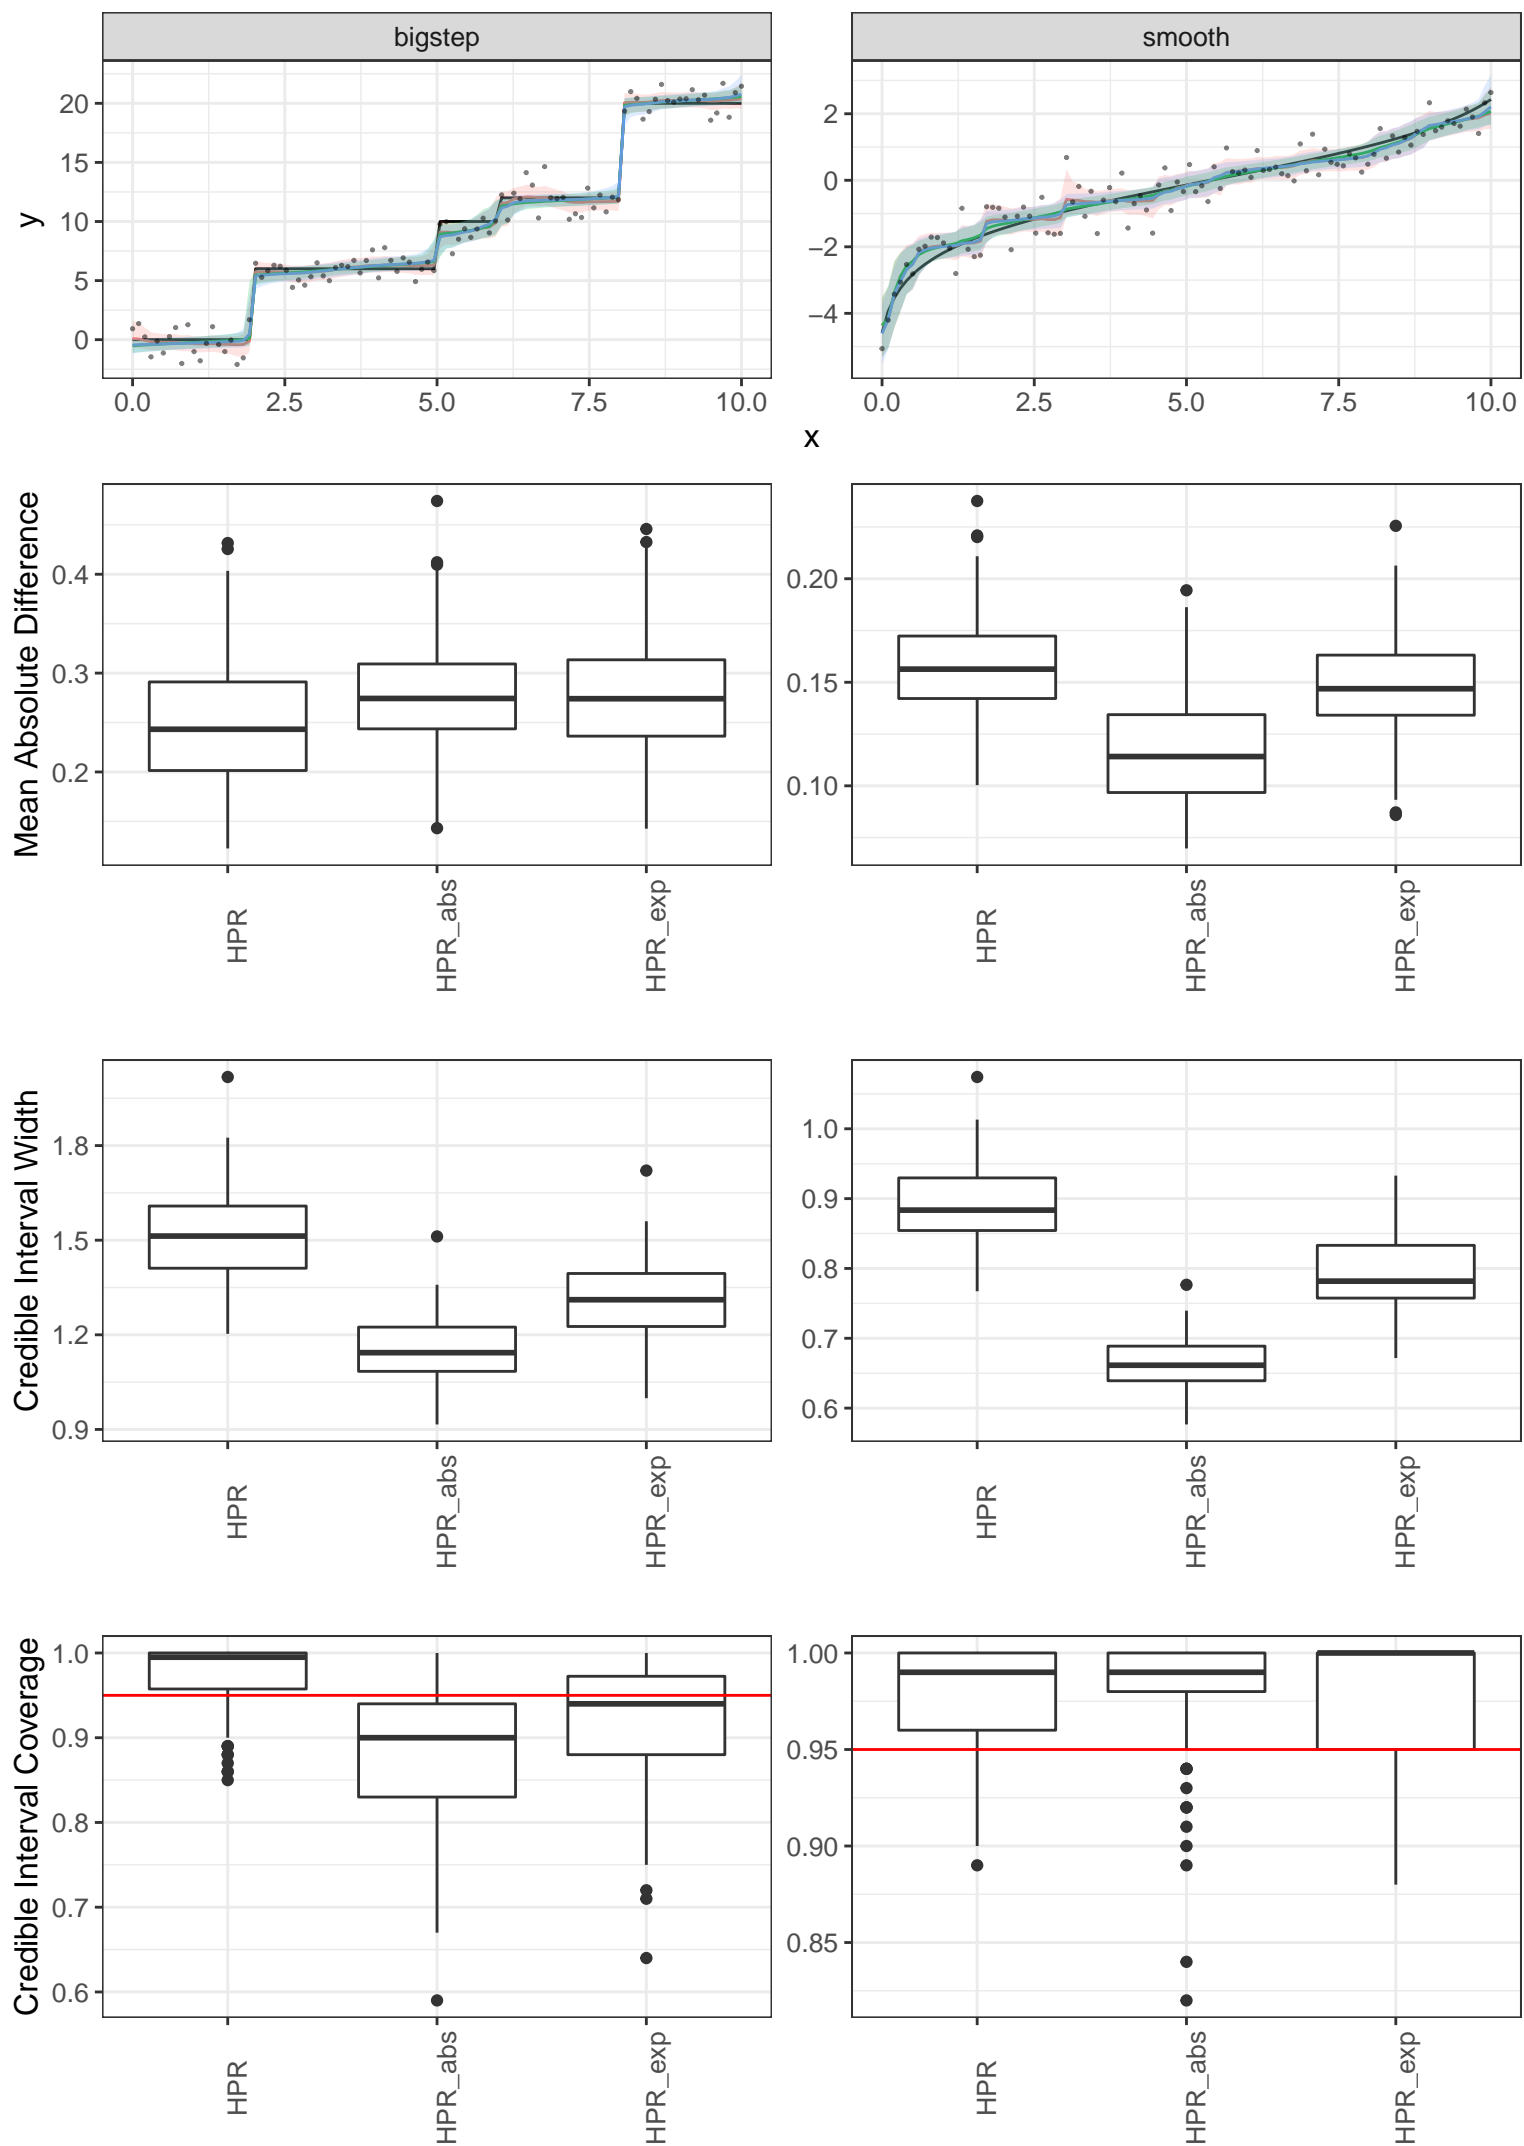 bigstep
smooth
y
20
15
10
5
0
2
0
−2
−4
0.0 2.5 5.0 7.5 10.0
0.0 2.5 5.0 7.5 10.0
x
Mean Absolute Difference
0.4
0.3
0.2
0.20
0.15
0.10
HPR HPR_abs HPR_exp
HPR HPR_abs HPR_exp
Credible Interval Width
1.8
1.5
1.2
0.9
1.0
0.9
0.8
0.7
0.6
HPR HPR_abs HPR_exp
HPR HPR_abs HPR_exp
Credible Interval Coverage
1.0
0.9
0.8
0.7
0.6
1.00
0.95
0.90
0.85
HPR HPR_abs HPR_exp
HPR HPR_abs HPR_exp